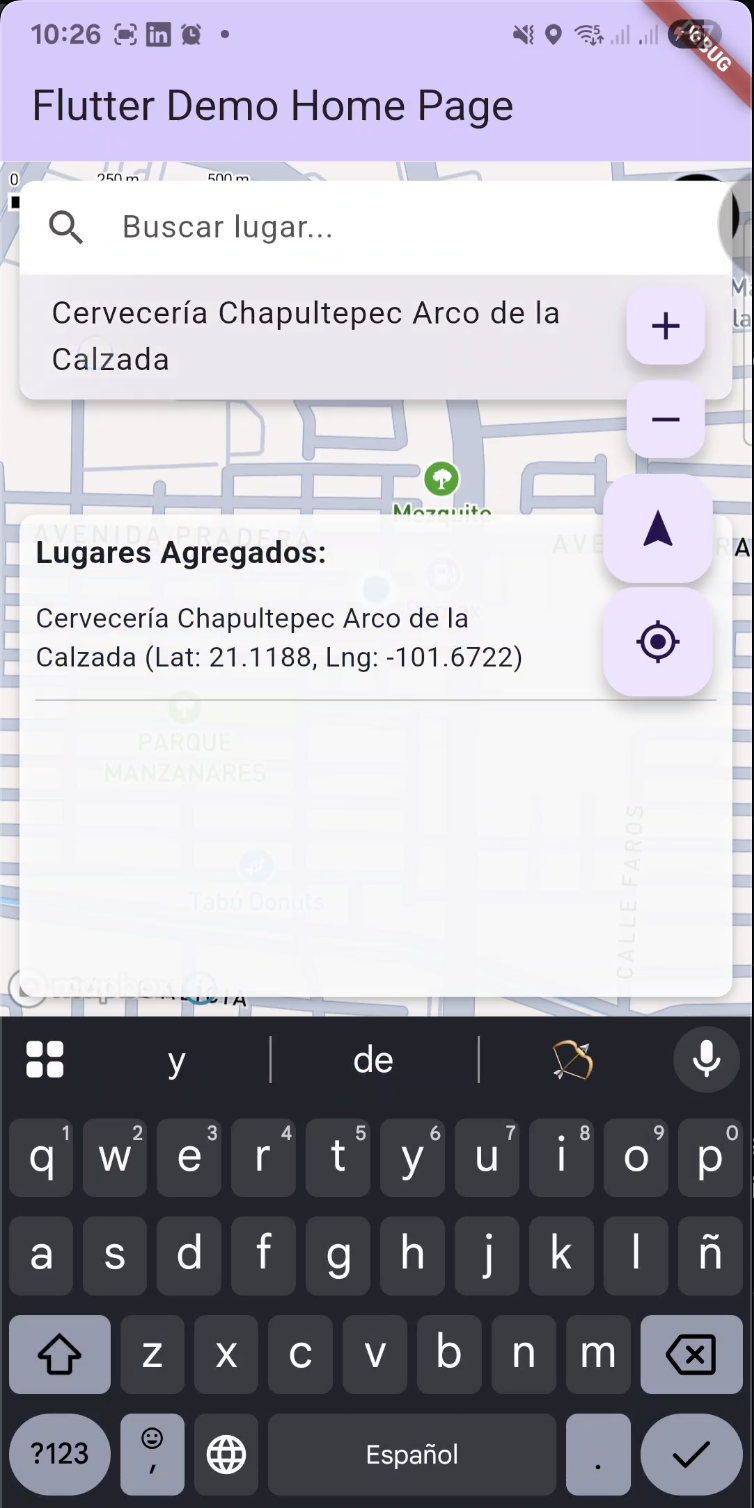 10:26
DEBUG
Flutter Demo Home Page
0 250 m 500 m
Buscar lugar...
Cervecería Chapultepec Arco de la
Calzada
Mezquite
AVENIDA PRADERA
Lugares Agregados:
Cervecería Chapultepec Arco de la
Calzada (Lat: 21.1188, Lng: -101.6722)
PARQUE
MANZANARES
CALLE FAROS
Tabú Donuts
mapbox
y de
q1 w2 e3 r4 t5 y6 u7 i8 o9 p0
a s d f g h j k l ñ
z x c v b n m
?123 , Español .